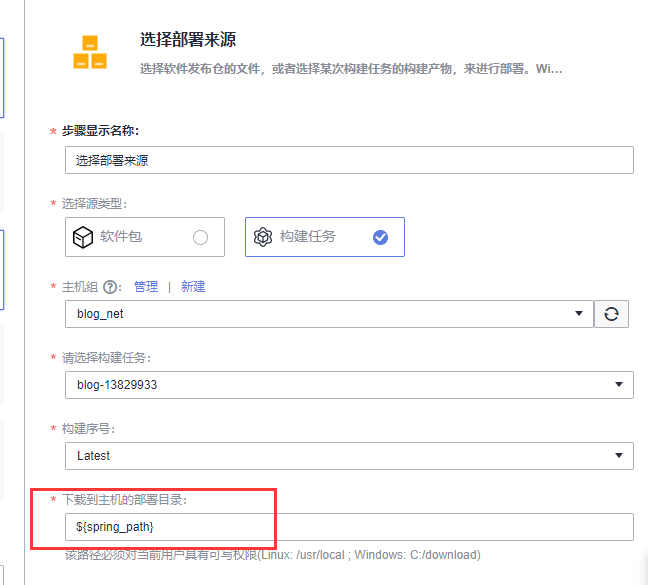 选择部署来源
选择软件发布仓的文件，或者选择某次构建任务的构建产物，来进行部署。Wi...
* 步骤显示名称:
选择部署来源
* 选择源类型:
软件包 构建任务
* 主机组 ?: 管理 | 新建
blog_net
* 请选择构建任务:
blog-13829933
* 构建序号:
Latest
* 下载到主机的部署目录:
${spring_path}
该路径必须对当前用户具有可写权限(Linux: /usr/local ; Windows: C:/download)